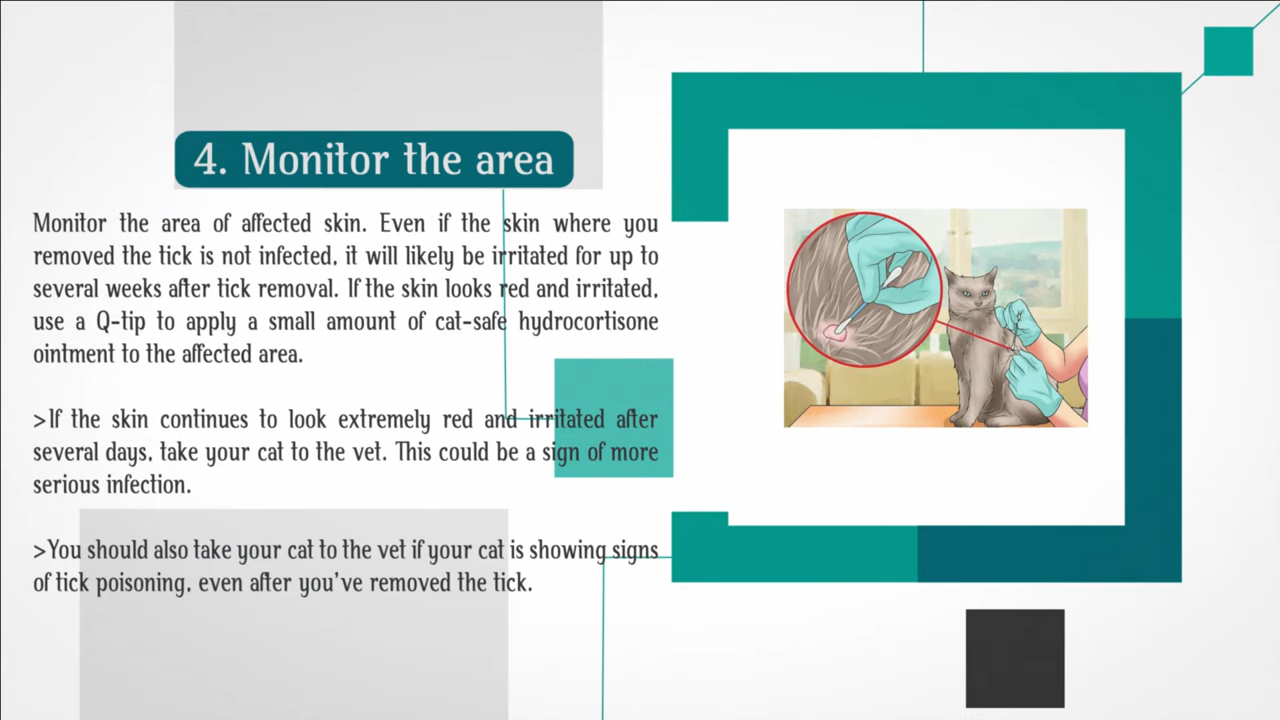 4. Monitor the area
Monitor the area of affected skin. Even if the skin where you
removed the tick is not infected, it will likely be irritated for up to
several weeks after tick removal. If the skin looks red and irritated,
use a Q-tip to apply a small amount of cat-safe hydrocortisone
ointment to the affected area.
>If the skin continues to look extremely red and irritated after
several days, take your cat to the vet. This could be a sign of more
serious infection.
>You should also take your cat to the vet if your cat is showing signs
of tick poisoning, even after you've removed the tick.